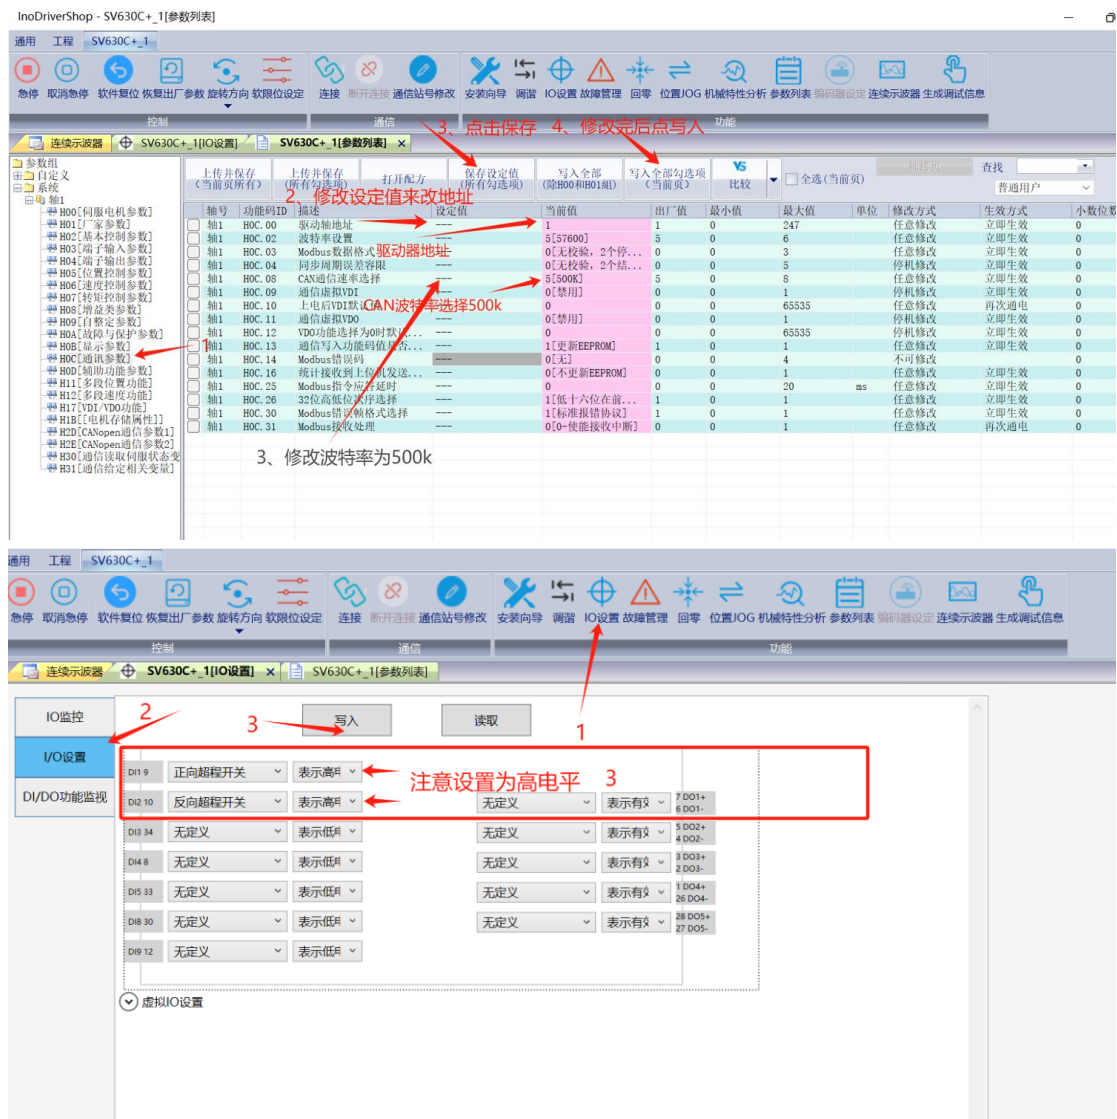 InoDriverShop - SV630C+_1[参数列表]
通用 工程 SV630C+_1
急停 取消急停 软件复位 恢复出厂参数 旋转方向 软限位设定 连接 断开连接 通信站号修改 安装向导 调谐 IO设置 故障管理 回零 位置JOG 机械特性分析 参数列表 编码器设定 连续示波器 生成调试信息
控制 通信 功能
3、点击保存 4、修改完后点写入
连续示波器 SV630C+_1[IO设置] SV630C+_1[参数列表] ×
参数组
自定义
系统
轴1
H00[伺服电机参数]
H01[厂家参数]
H02[基本控制参数]
H03[端子输入参数]
H04[端子输出参数]
H05[位置控制参数]
H06[速度控制参数]
H07[转矩控制参数]
H08[增益类参数]
H09[自整定参数]
H0A[故障与保护参数]
H0B[显示参数]
H0C[通讯参数]
H0D[辅助功能参数]
H11[多段位置功能]
H12[多段速度功能]
H17[VDI/VDO功能]
H1B[[电机存储属性]]
H2D[CANopen通信参数1]
H2E[CANopen通信参数2]
H30[通信读取伺服状态变
H31[通信给定相关变量]
1
上传并保存 上传并保存 打开配方 保存设定值 写入全部 写入全部勾选项 VS 查找
(当前页所有) (所有勾选项) (所有勾选项) (除H00和H01组) (当前页) 比较 全选(当前页) 普通用户
2、修改设定值来改地址
轴号 功能码ID 描述 设定值 当前值 出厂值 最小值 最大值 单位 修改方式 生效方式 小数位数
轴1 H0C.00 驱动轴地址 --- 1 1 0 247 任意修改 立即生效 0
轴1 H0C.02 波特率设置 --- 5[57600] 5 0 6 任意修改 立即生效 0
轴1 H0C.03 Modbus数据格式 --- 0[无校验，2个停... 0 0 3 任意修改 立即生效 0
驱动器地址
轴1 H0C.04 同步周期误差容限 --- 0[无校验，2个结... 0 0 5 停机修改 立即生效 0
轴1 H0C.08 CAN通信速率选择 --- 5[500K] 5 0 8 任意修改 立即生效 0
轴1 H0C.09 通信虚拟VDI --- 0[禁用] 0 0 1 停机修改 立即生效 0
轴1 H0C.10 上电后VDI默认值 0 0 0 65535 任意修改 再次通电 0
CAN波特率选择500k
轴1 H0C.11 通信虚拟VDO --- 0[禁用] 0 0 1 停机修改 立即生效 0
轴1 H0C.12 VDO功能选择为0时默认... --- 0 0 0 65535 停机修改 再次通电 0
轴1 H0C.13 通信写入功能码值是否... --- 1[更新EEPROM] 1 0 1 任意修改 立即生效 0
轴1 H0C.14 Modbus错误码 --- 0[无] 0 4 不可修改 0
轴1 H0C.16 统计接收到上位机发送... --- 0[不更新EEPROM] 0 0 1 任意修改 立即生效 0
轴1 H0C.25 Modbus指令应答延时 --- 0 0 0 20 ms 任意修改 立即生效 0
轴1 H0C.26 32位高低位次序选择 --- 1[低十六位在前... 1 0 1 任意修改 立即生效 0
轴1 H0C.30 Modbus错误帧格式选择 --- 1[标准报错协议] 1 0 1 任意修改 立即生效 0
轴1 H0C.31 Modbus接收处理 --- 0[0-使能接收中断] 0 0 1 任意修改 再次通电 0
3、修改波特率为500k
通用 工程 SV630C+_1
急停 取消急停 软件复位 恢复出厂参数 旋转方向 软限位设定 连接 断开连接 通信站号修改 安装向导 调谐 IO设置 故障管理 回零 位置JOG 机械特性分析 参数列表 编码器设定 连续示波器 生成调试信息
控制 通信 功能
连续示波器 SV630C+_1[IO设置] × SV630C+_1[参数列表]
IO监控 2 3 写入 读取 1
I/O设置
DI/DO功能监视
DI1 9 正向超程开关 表示高电
注意设置为高电平 3
DI2 10 反向超程开关 表示高电 无定义 表示有效 7 DO1+
6 DO1-
DI3 34 无定义 表示低电 无定义 表示有效 5 DO2+
4 DO2-
DI4 8 无定义 表示低电 无定义 表示有效 3 DO3+
2 DO3-
DI5 33 无定义 表示低电 无定义 表示有效 1 DO4+
26 DO4-
DI8 30 无定义 表示低电 无定义 表示有效 28 DO5+
27 DO5-
DI9 12 无定义 表示低电
虚拟IO设置